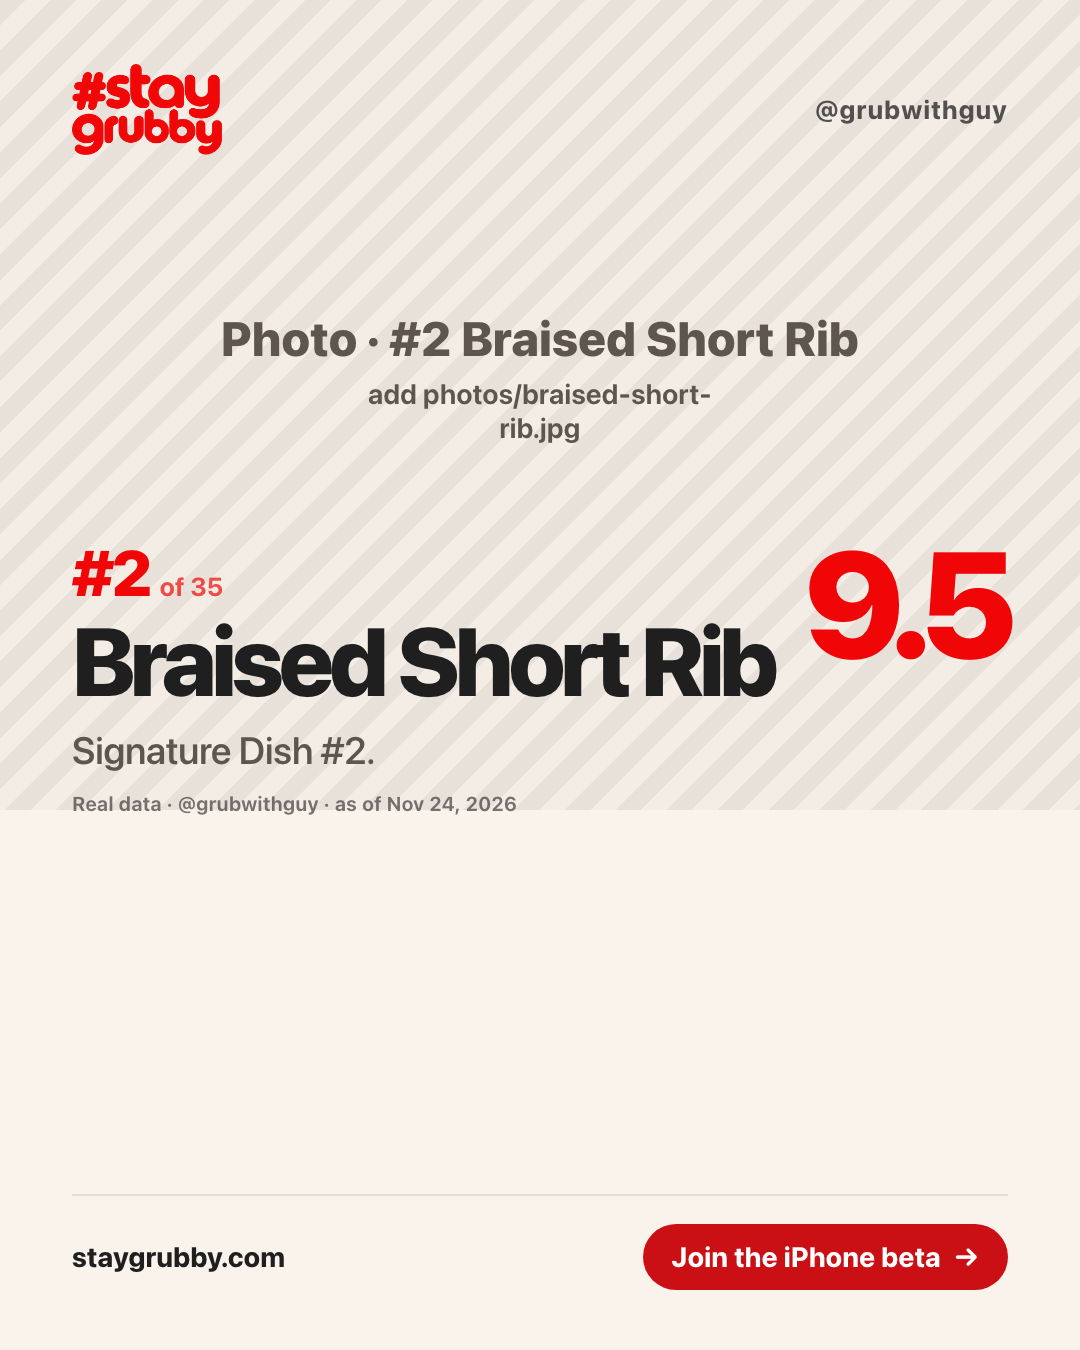 #stay
grubby
@grubwithguy
Photo · #2 Braised Short Rib
add photos/braised-short-
rib.jpg
#2 of 35
9.5
Braised Short Rib
Signature Dish #2.
Real data · @grubwithguy · as of Nov 24, 2026
staygrubby.com
Join the iPhone beta →